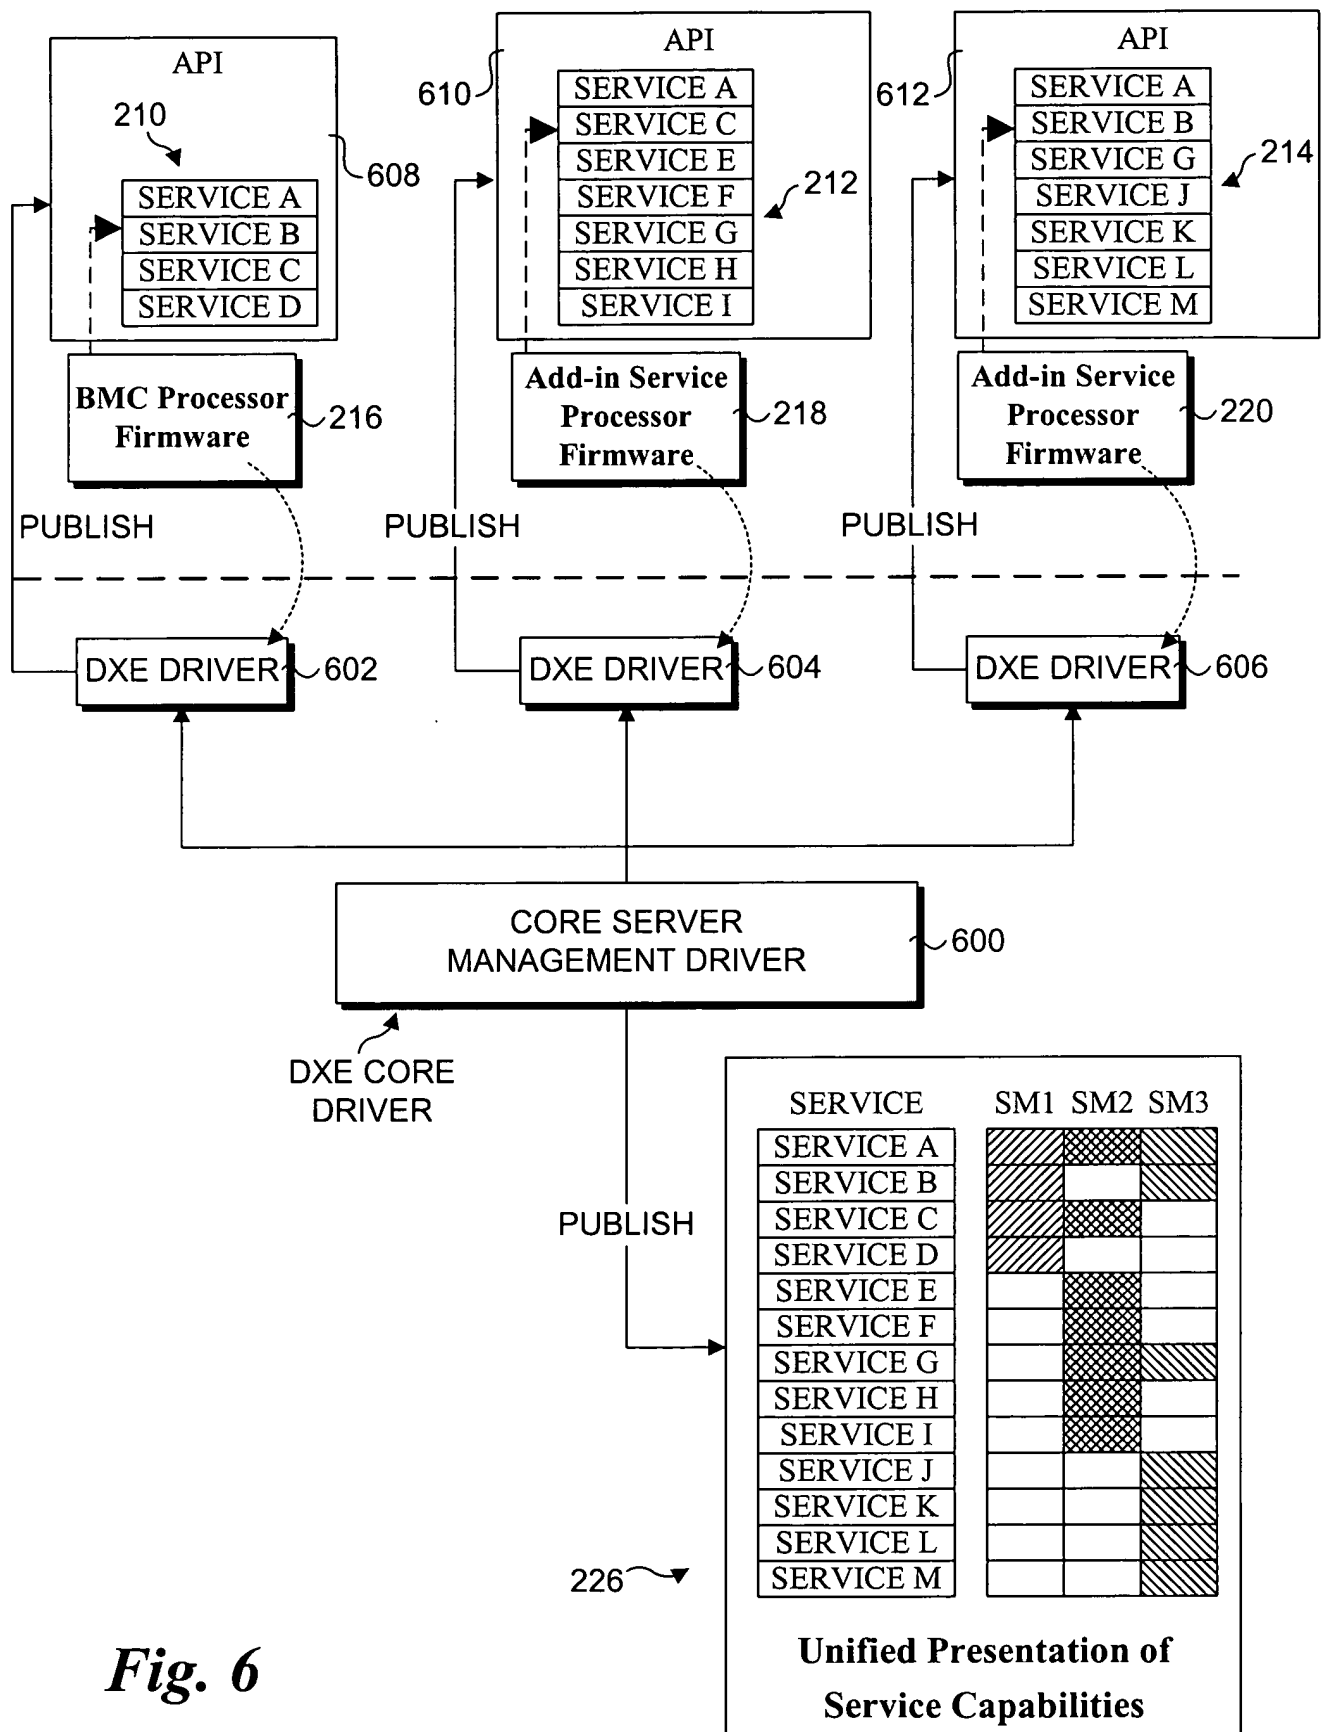 API
210
SERVICE A
SERVICE B
SERVICE C
SERVICE D
608
BMC Processor
Firmware
216
PUBLISH
DXE DRIVER
602
610
API
SERVICE A
SERVICE C
SERVICE E
SERVICE F
SERVICE G
SERVICE H
SERVICE I
212
Add-in Service
Processor
Firmware
218
PUBLISH
DXE DRIVER
604
612
API
SERVICE A
SERVICE B
SERVICE G
SERVICE J
SERVICE K
SERVICE L
SERVICE M
214
Add-in Service
Processor
Firmware
220
PUBLISH
DXE DRIVER
606
CORE SERVER
MANAGEMENT DRIVER
600
DXE CORE
DRIVER
PUBLISH
SERVICE SM1 SM2 SM3
SERVICE A
SERVICE B
SERVICE C
SERVICE D
SERVICE E
SERVICE F
SERVICE G
SERVICE H
SERVICE I
SERVICE J
SERVICE K
SERVICE L
SERVICE M
226
Unified Presentation of
Service Capabilities
Fig. 6